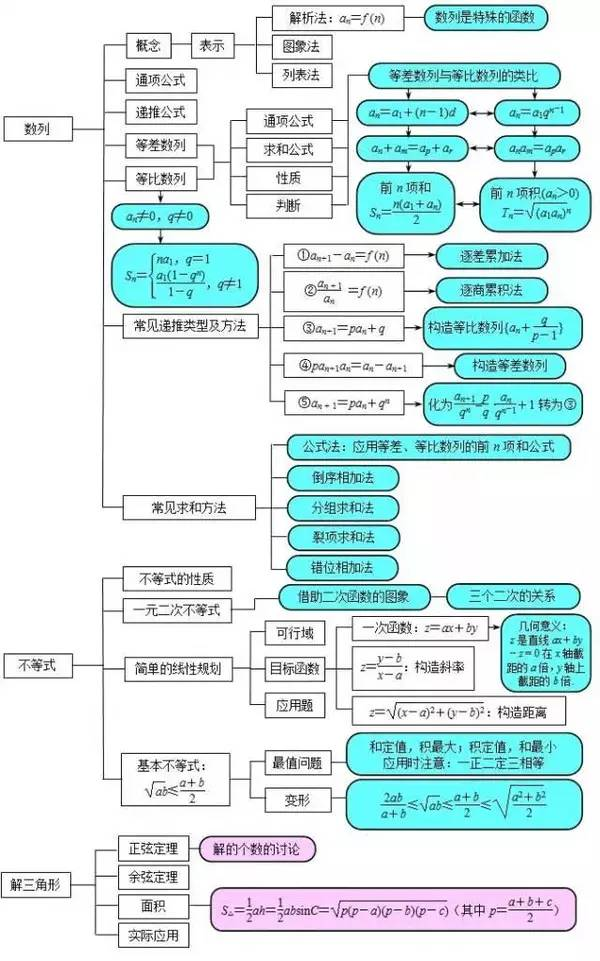 数列
概念
表示
解析法：aₙ=f(n)
数列是特殊的函数
图象法
列表法
通项公式
递推公式
等差数列
等比数列
aₙ≠0，q≠0
Sₙ={na₁，q=1
a₁(1-qⁿ)/(1-q)，q≠1
通项公式
求和公式
性质
判断
等差数列与等比数列的类比
aₙ=a₁+(n-1)d
aₙ=a₁qⁿ⁻¹
aₙ+aₘ=aₚ+aᵣ
aₙaₘ=aₚaᵣ
前n项和
Sₙ=n(a₁+aₙ)/2
前n项积(aₙ>0)
Tₙ=√(a₁aₙ)ⁿ
常见递推类型及方法
①aₙ₊₁-aₙ=f(n)
逐差累加法
②aₙ₊₁/aₙ=f(n)
逐商累积法
③aₙ₊₁=paₙ+q
构造等比数列{aₙ+q/(p-1)}
④paₙ₊₁aₙ=aₙ-aₙ₊₁
构造等差数列
⑤aₙ₊₁=paₙ+qⁿ
化为aₙ₊₁/qⁿ=p/q·aₙ/qⁿ⁻¹+1转为③
常见求和方法
公式法：应用等差、等比数列的前n项和公式
倒序相加法
分组求和法
裂项求和法
错位相加法
不等式
不等式的性质
一元二次不等式
借助二次函数的图象
三个二次的关系
简单的线性规划
可行域
目标函数
应用题
一次函数：z=ax+by
几何意义：
z是直线ax+by
-z=0在x轴截
距的a倍，y轴上
截距的b倍
z=(y-b)/(x-a)：构造斜率
z=√((x-a)²+(y-b)²)：构造距离
基本不等式：
√ab≤(a+b)/2
最值问题
和定值，积最大；积定值，和最小
应用时注意：一正二定三相等
变形
2ab/(a+b)≤√ab≤(a+b)/2≤√((a²+b²)/2)
解三角形
正弦定理
解的个数的讨论
余弦定理
面积
S△=½ah=½absinC=√(p(p-a)(p-b)(p-c))(其中p=(a+b+c)/2)
实际应用